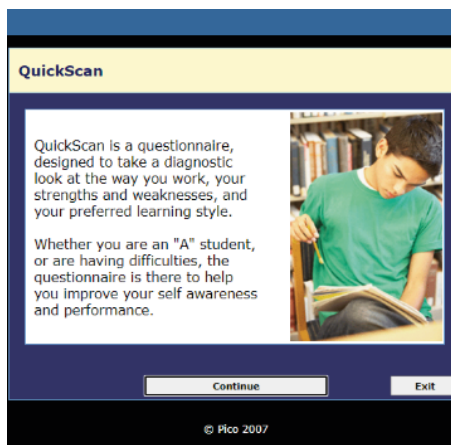 QuickScan
QuickScan is a questionnaire,
designed to take a diagnostic
look at the way you work, your
strengths and weaknesses, and
your preferred learning style.
Whether you are an "A" student,
or are having difficulties, the
questionnaire is there to help
you improve your self awareness
and performance.
Continue
Exit
© Pico 2007